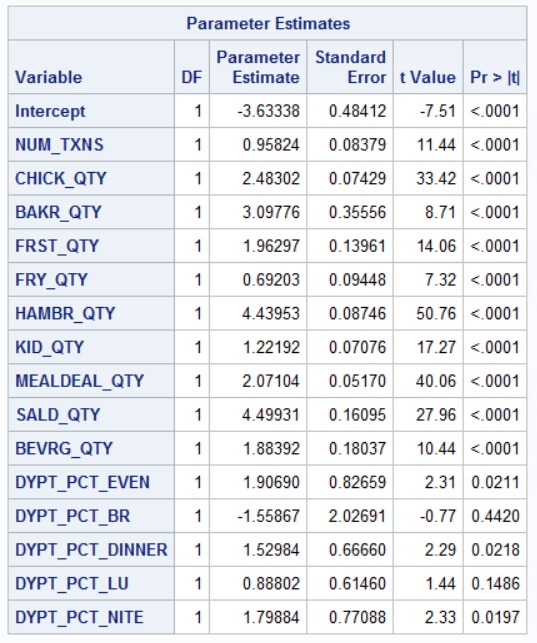 Parameter Estimates
Variable DF Parameter Estimate Standard Error t Value Pr > |t|
Intercept 1 -3.63338 0.48412 -7.51 <.0001
NUM_TXNS 1 0.95824 0.08379 11.44 <.0001
CHICK_QTY 1 2.48302 0.07429 33.42 <.0001
BAKR_QTY 1 3.09776 0.35556 8.71 <.0001
FRST_QTY 1 1.96297 0.13961 14.06 <.0001
FRY_QTY 1 0.69203 0.09448 7.32 <.0001
HAMBR_QTY 1 4.43953 0.08746 50.76 <.0001
KID_QTY 1 1.22192 0.07076 17.27 <.0001
MEALDEAL_QTY 1 2.07104 0.05170 40.06 <.0001
SALD_QTY 1 4.49931 0.16095 27.96 <.0001
BEVRG_QTY 1 1.88392 0.18037 10.44 <.0001
DYPT_PCT_EVEN 1 1.90690 0.82659 2.31 0.0211
DYPT_PCT_BR 1 -1.55867 2.02691 -0.77 0.4420
DYPT_PCT_DINNER 1 1.52984 0.66660 2.29 0.0218
DYPT_PCT_LU 1 0.88802 0.61460 1.44 0.1486
DYPT_PCT_NITE 1 1.79884 0.77088 2.33 0.0197